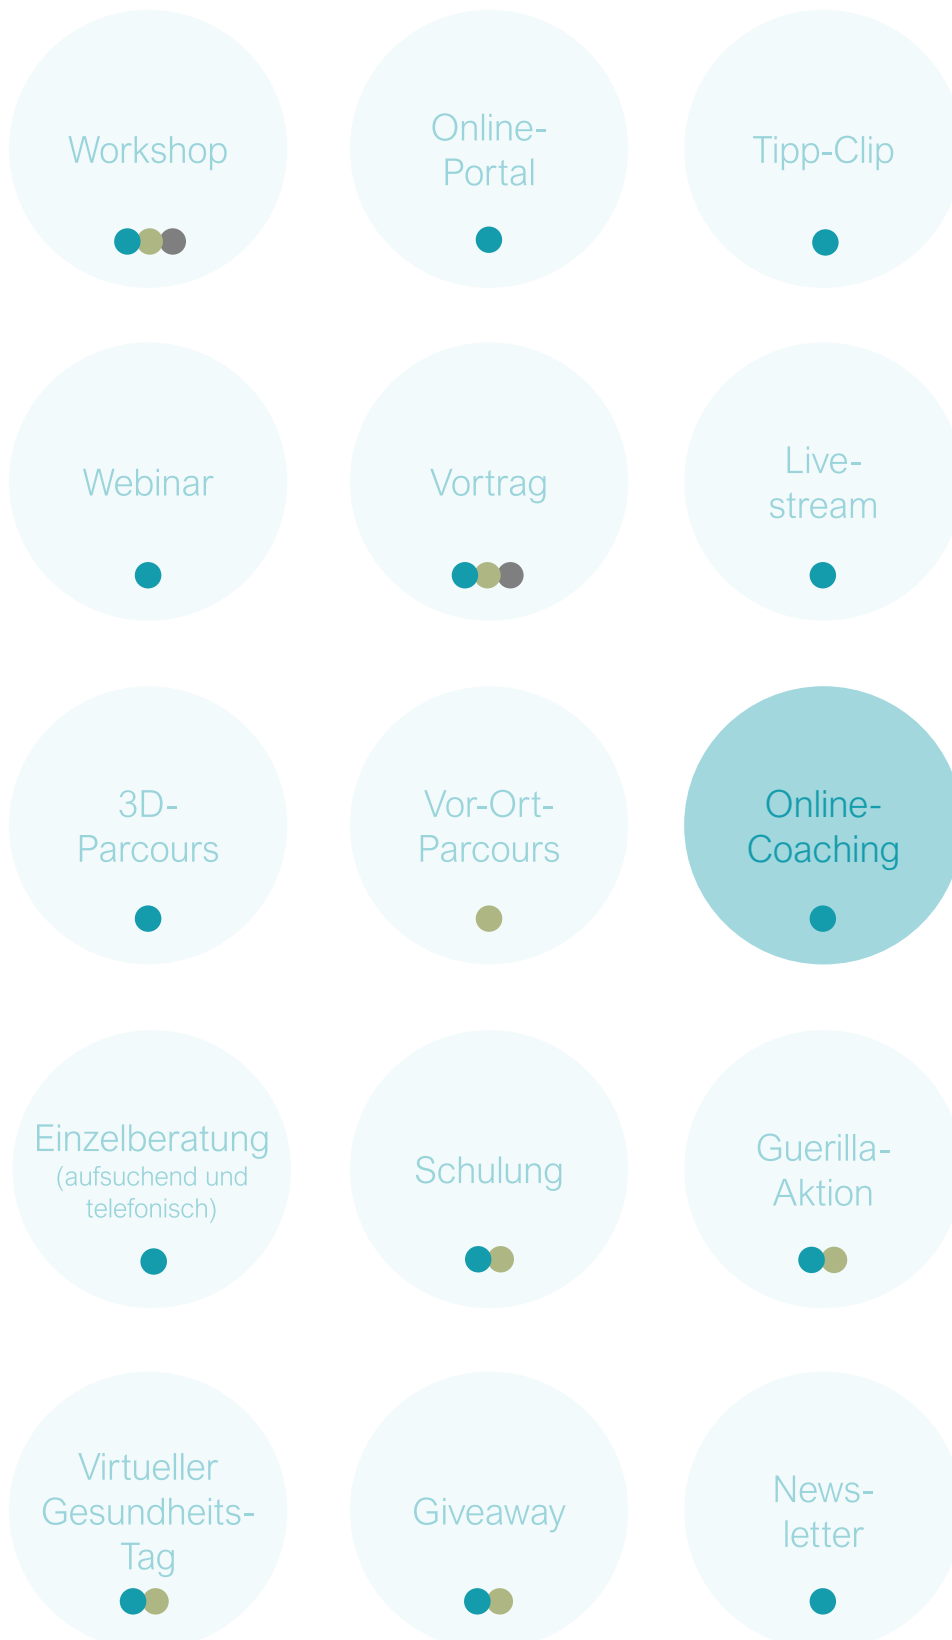 Workshop
Online-
Portal
Tipp-Clip
Webinar
Vortrag
Live-
stream
3D-
Parcours
Vor-Ort-
Parcours
Online-
Coaching
Einzelberatung
(aufsuchend und
telefonisch)
Schulung
Guerilla-
Aktion
Virtueller
Gesundheits-
Tag
Giveaway
News-
letter